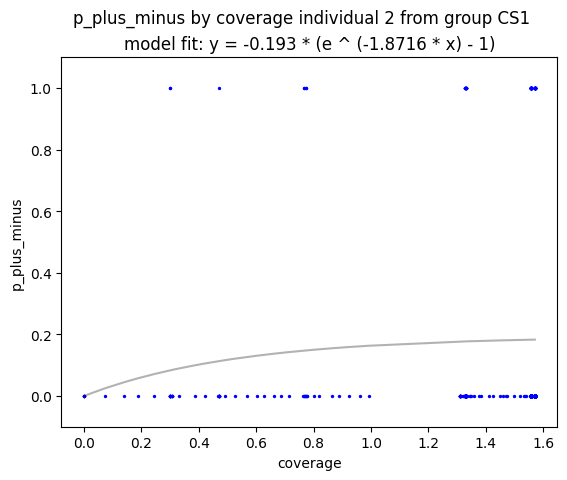 p_plus_minus by coverage individual 2 from group CS1
model fit: y = -0.193 * (e ^ (-1.8716 * x) - 1)
1.0
0.8
0.6
0.4
0.2
0.0
p_plus_minus
0.0 0.2 0.4 0.6 0.8 1.0 1.2 1.4 1.6
coverage